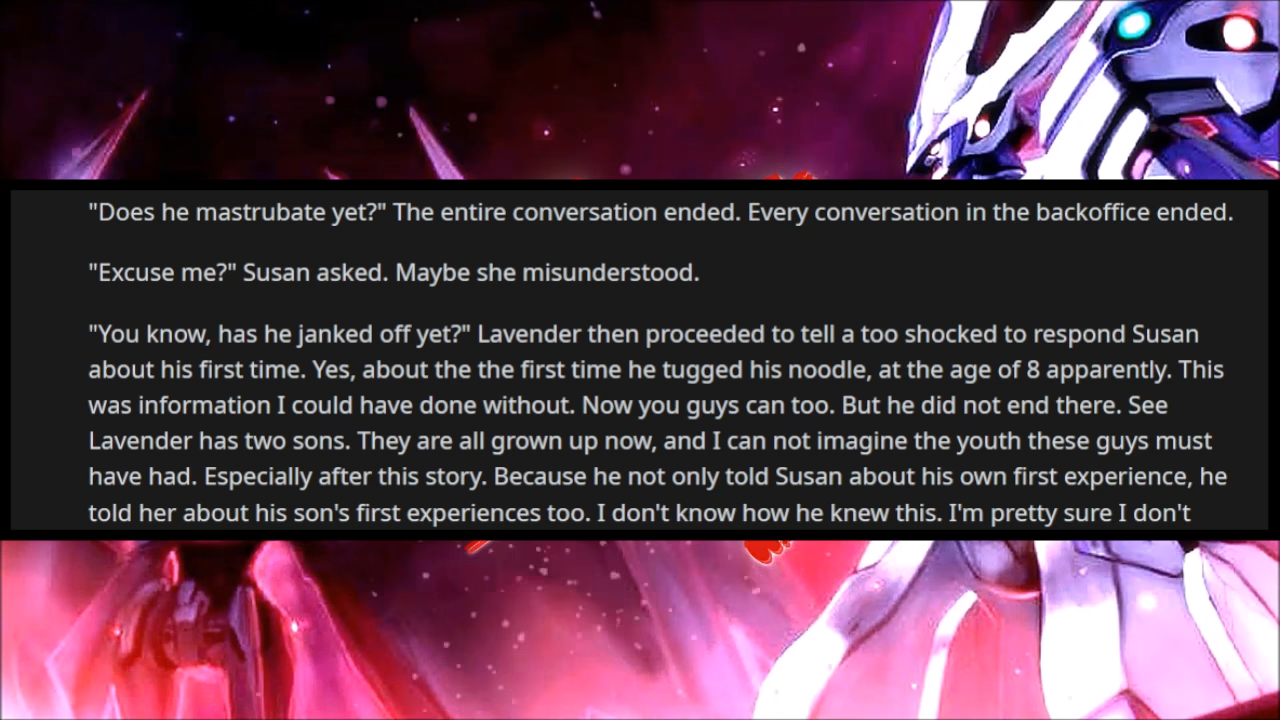 "Does he mastrubate yet?" The entire conversation ended. Every conversation in the backoffice ended.
"Excuse me?" Susan asked. Maybe she misunderstood.
"You know, has he janked off yet?" Lavender then proceeded to tell a too shocked to respond Susan
about his first time. Yes, about the the first time he tugged his noodle, at the age of 8 apparently. This
was information I could have done without. Now you guys can too. But he did not end there. See
Lavender has two sons. They are all grown up now, and I can not imagine the youth these guys must
have had. Especially after this story. Because he not only told Susan about his own first experience, he
told her about his son's first experiences too. I don't know how he knew this. I'm pretty sure I don't